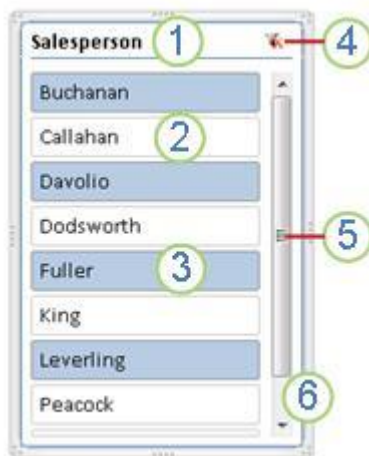 Salesperson 1 4
Buchanan
Callahan 2
Davolio
Dodsworth 5
Fuller 3
King
Leverling
Peacock 6